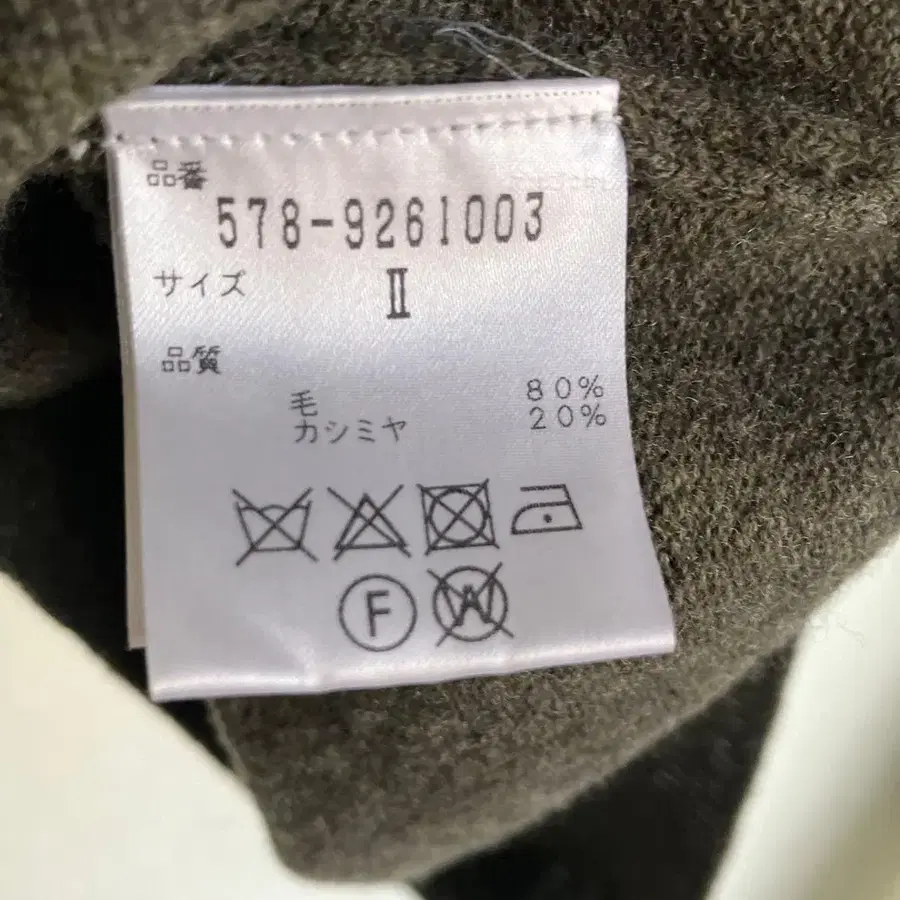 品番
578-9261003
サイズ
II
品質
毛 80%
カシミヤ 20%
F W